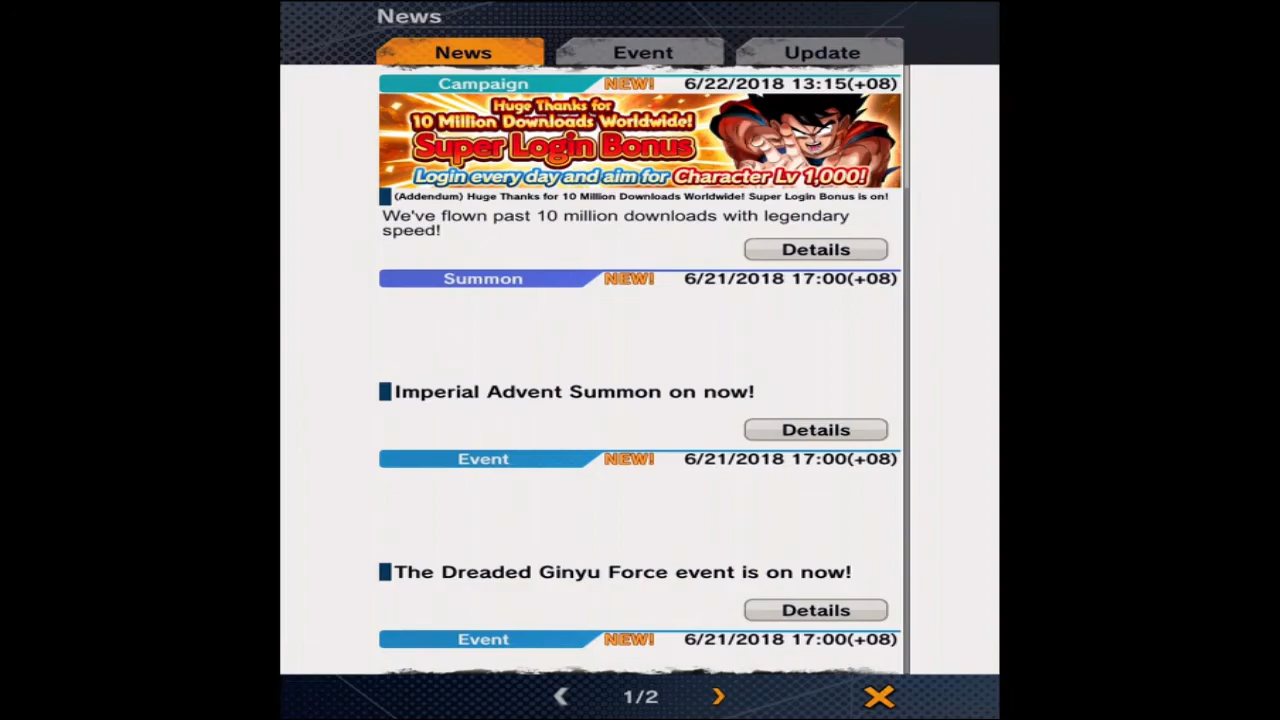 News
News
Event
Update
Campaign
NEW!
6/22/2018 13:15(+08)
Huge Thanks for
10 Million Downloads Worldwide!
Super Login Bonus
Login every day and aim for Character Lv 1,000!
(Addendum) Huge Thanks for 10 Million Downloads Worldwide! Super Login Bonus is on!
We've flown past 10 million downloads with legendary
speed!
Details
Summon
NEW!
6/21/2018 17:00(+08)
Imperial Advent Summon on now!
Details
Event
NEW!
6/21/2018 17:00(+08)
The Dreaded Ginyu Force event is on now!
Details
Event
NEW!
6/21/2018 17:00(+08)
1/2